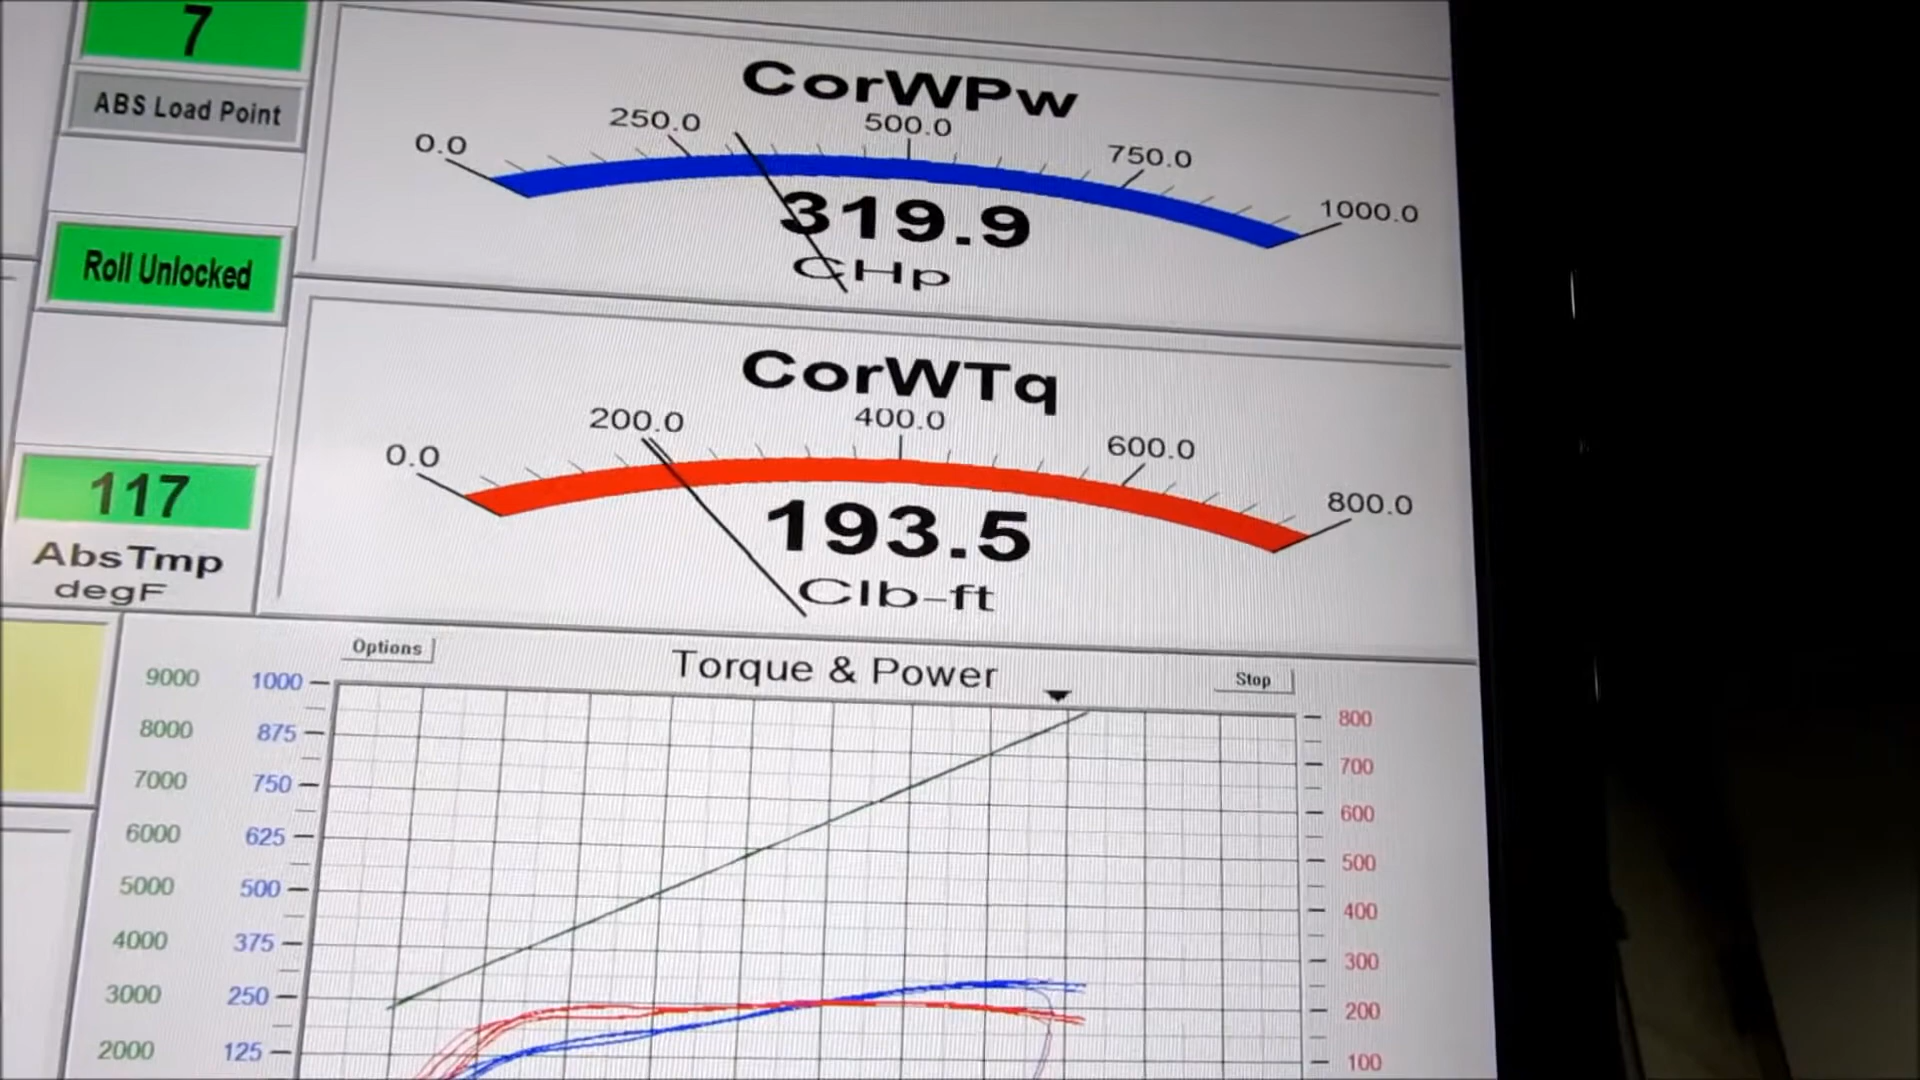 7
ABS Load Point
Roll Unlocked
117
AbsTmp
degF
CorWPw
0.0
250.0
500.0
750.0
1000.0
319.9
CHp
CorWTq
0.0
200.0
400.0
600.0
800.0
193.5
Clb-ft
Options
Torque & Power
Stop
9000 1000 800
8000 875 700
7000 750 600
6000 625 500
5000 500 400
4000 375 300
3000 250 200
2000 125 100